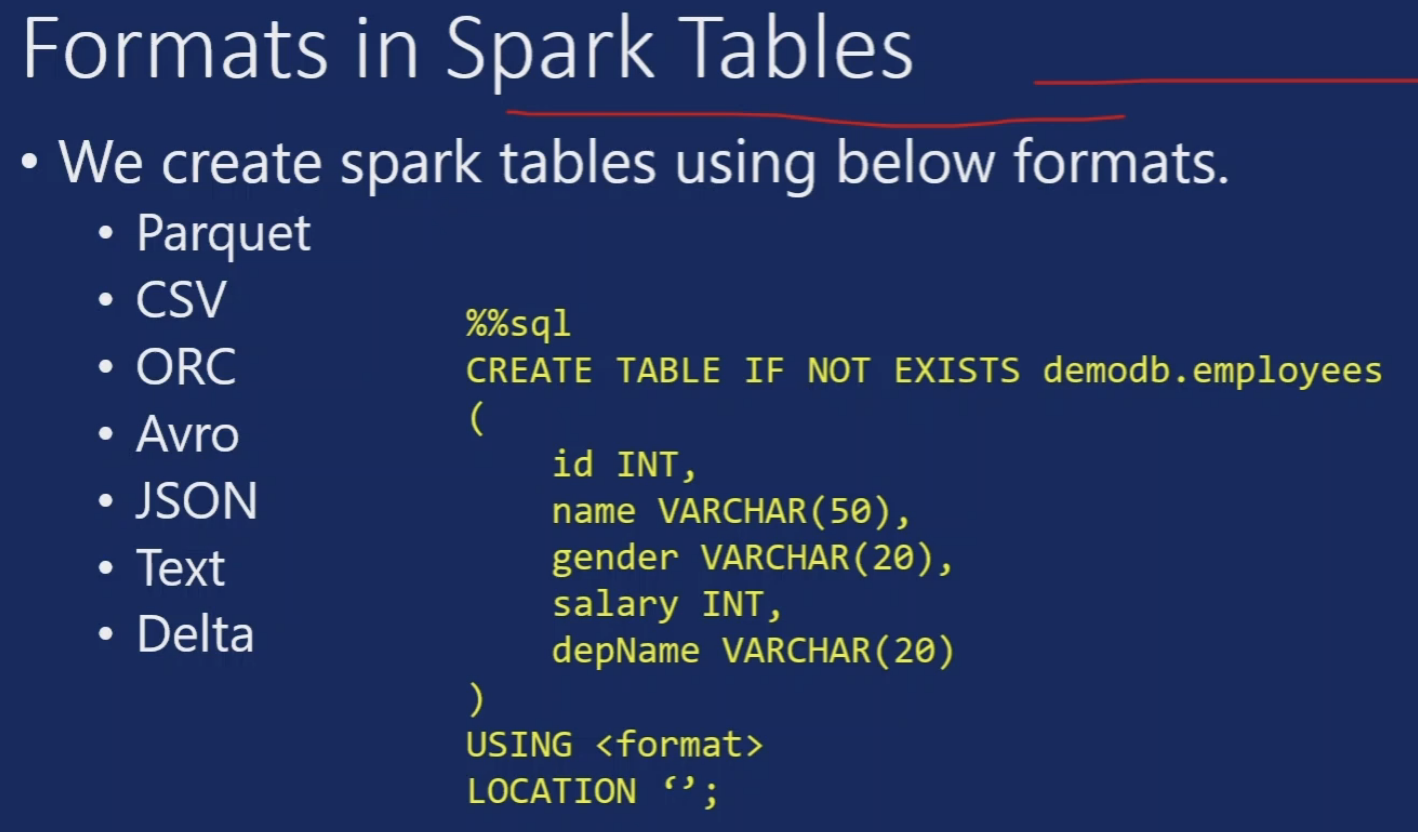 Formats in Spark Tables
• We create spark tables using below formats.
• Parquet
• CSV
• ORC
• Avro
• JSON
• Text
• Delta
%%sql
CREATE TABLE IF NOT EXISTS demodb.employees
(
id INT,
name VARCHAR(50),
gender VARCHAR(20),
salary INT,
depName VARCHAR(20)
)
USING <format>
LOCATION ‘’;